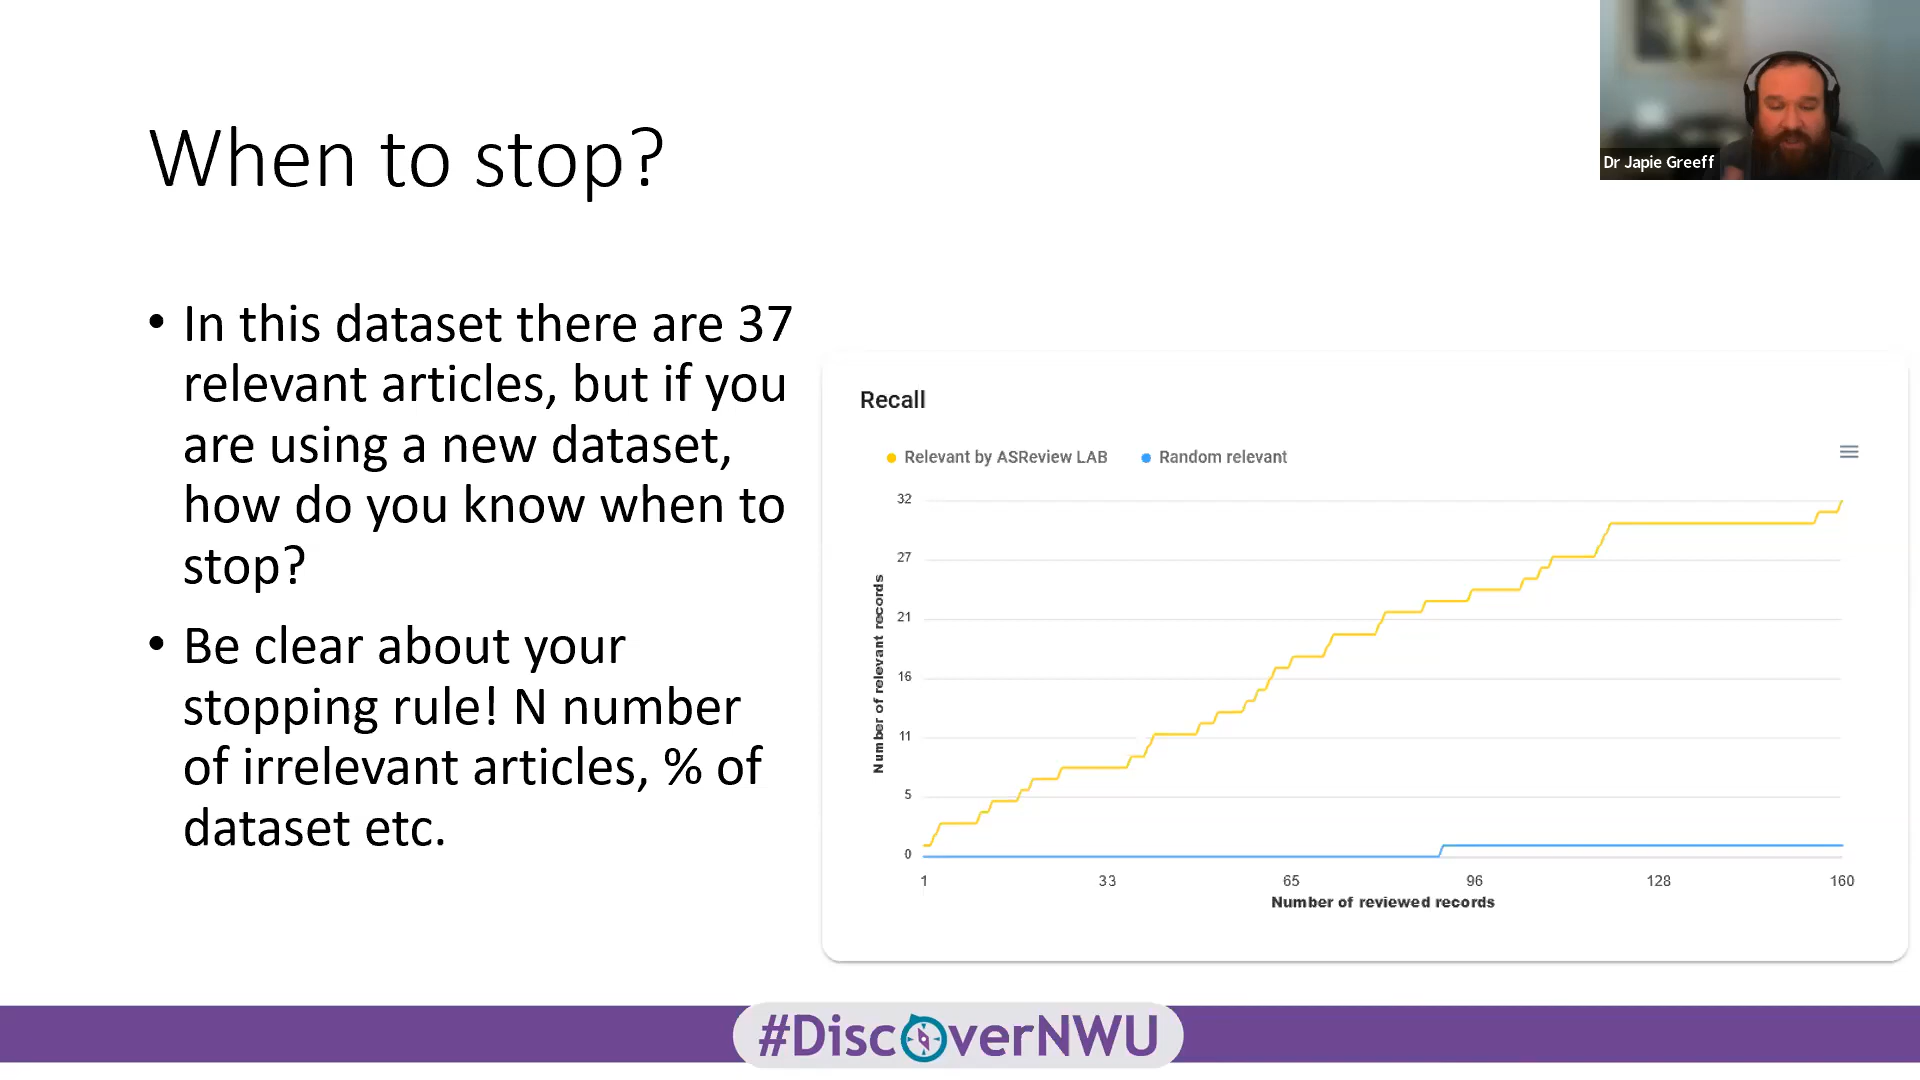 When to stop?
Dr Japie Greeff
• In this dataset there are 37
relevant articles, but if you
are using a new dataset,
how do you know when to
stop?
• Be clear about your
stopping rule! N number
of irrelevant articles, % of
dataset etc.
Recall
Relevant by ASReview LAB
Random relevant
Number of relevant records
32
27
21
16
11
5
0
1 33 65 96 128 160
Number of reviewed records
#DiscoverNWU